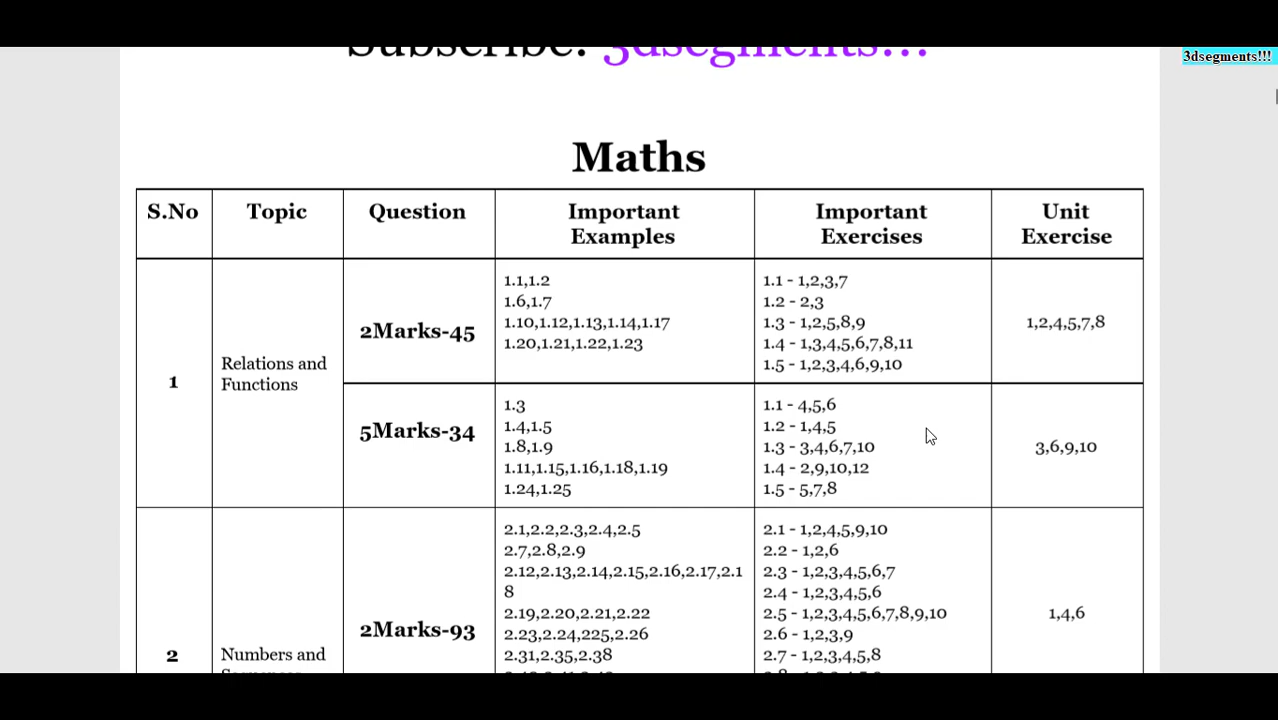 Subscribe: 3dsegments!!!
3dsegments!!!
Maths
S.No Topic Question Important Examples Important Exercises Unit Exercise
1
Relations and
Functions
2Marks-45
1.1,1.2
1.6,1.7
1.10,1.12,1.13,1.14,1.17
1.20,1.21,1.22,1.23
1.1 - 1,2,3,7
1.2 - 2,3
1.3 - 1,2,5,8,9
1.4 - 1,3,4,5,6,7,8,11
1.5 - 1,2,3,4,6,9,10
1,2,4,5,7,8
5Marks-34
1.3
1.4,1.5
1.8,1.9
1.11,1.15,1.16,1.18,1.19
1.24,1.25
1.1 - 4,5,6
1.2 - 1,4,5
1.3 - 3,4,6,7,10
1.4 - 2,9,10,12
1.5 - 5,7,8
3,6,9,10
2
Numbers and
2Marks-93
2.1,2.2,2.3,2.4,2.5
2.7,2.8,2.9
2.12,2.13,2.14,2.15,2.16,2.17,2.1
8
2.19,2.20,2.21,2.22
2.23,2.24,225,2.26
2.31,2.35,2.38
2.1 - 1,2,4,5,9,10
2.2 - 1,2,6
2.3 - 1,2,3,4,5,6,7
2.4 - 1,2,3,4,5,6
2.5 - 1,2,3,4,5,6,7,8,9,10
2.6 - 1,2,3,9
2.7 - 1,2,3,4,5,8
1,4,6